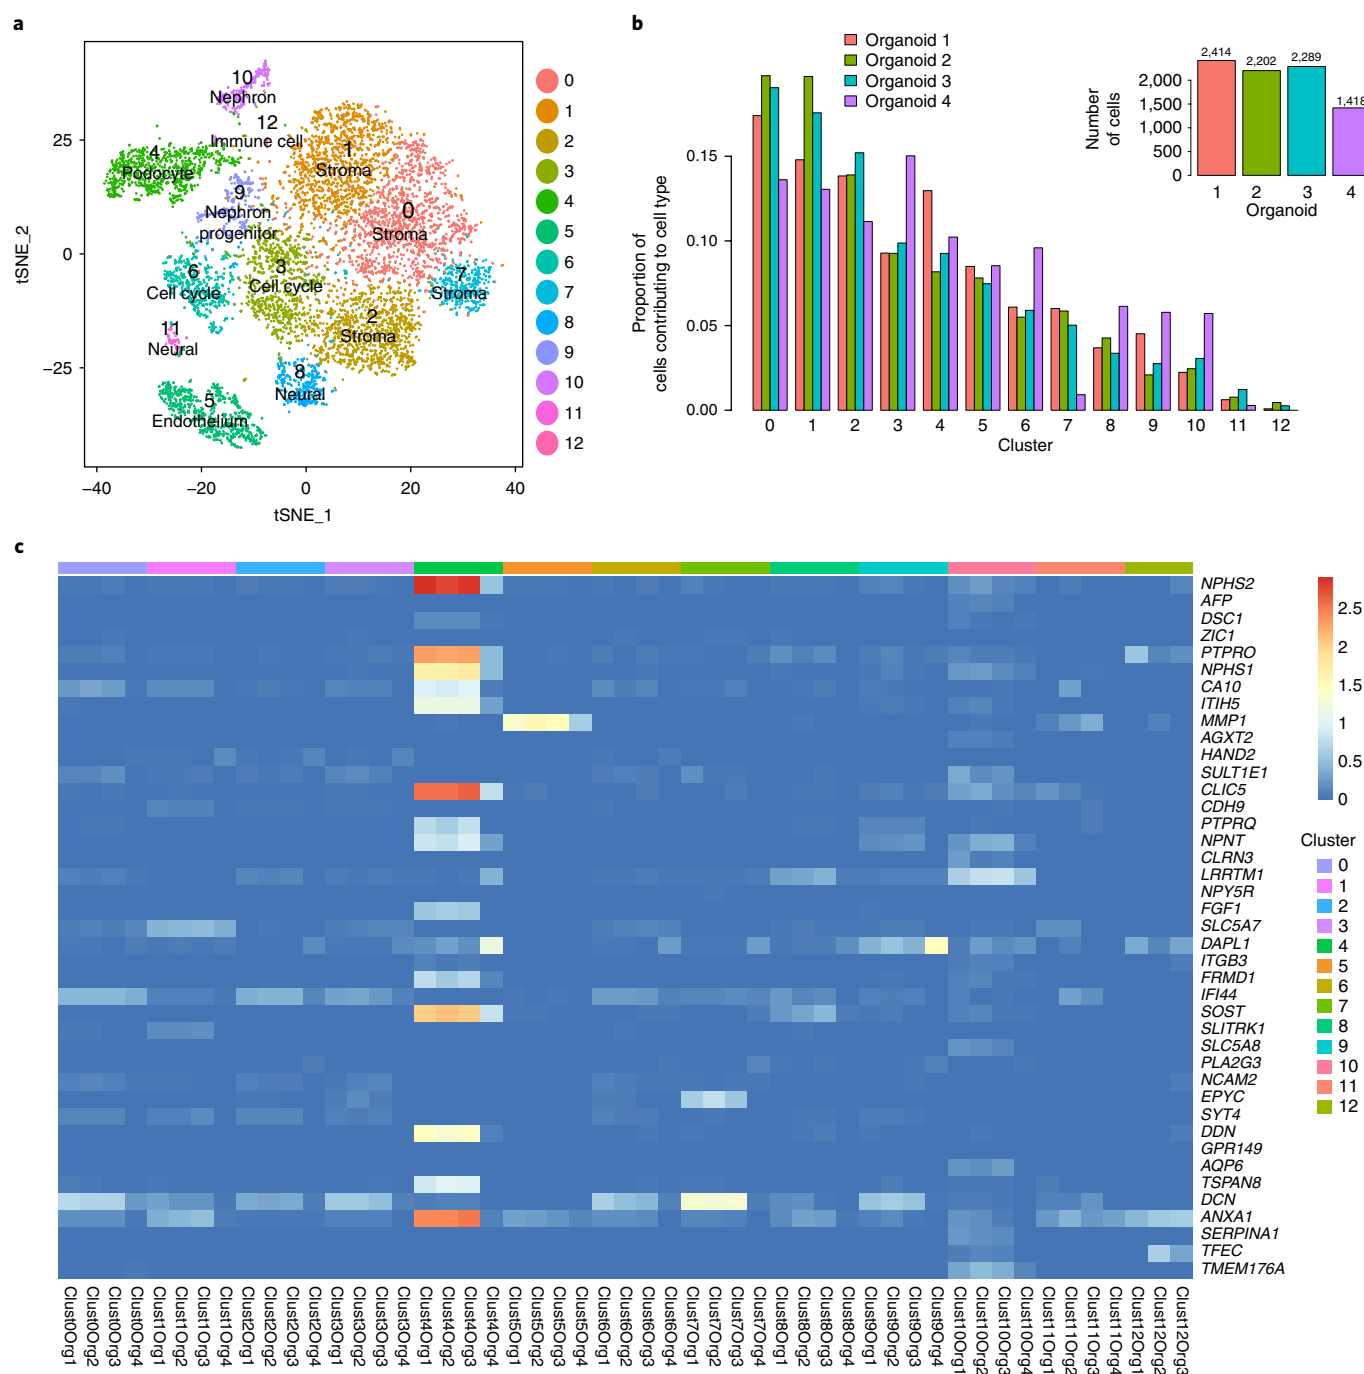 a
10
Nephron
12
Immune cell
4
Podocyte
1
Stroma
9
Nephron
progenitor
0
Stroma
3
Cell cycle
6
Cell cycle
7
Stroma
2
Stroma
11
Neural
8
Neural
5
Endothelium
25
0
−25
tSNE_2
−40
−20
0
20
40
tSNE_1
0
1
2
3
4
5
6
7
8
9
10
11
12
b
Organoid 1
Organoid 2
Organoid 3
Organoid 4
0.15
0.10
0.05
0.00
Proportion of
cells contributing to cell type
0 1 2 3 4 5 6 7 8 9 10 11 12
Cluster
2,414
2,202
2,289
1,418
2,000
1,500
1,000
500
0
Number
of cells
1 2 3 4
Organoid
c
NPHS2
AFP
DSC1
ZIC1
PTPRO
NPHS1
CA10
ITIH5
MMP1
AGXT2
HAND2
SULT1E1
CLIC5
CDH9
PTPRQ
NPNT
CLRN3
LRRTM1
NPY5R
FGF1
SLC5A7
DAPL1
ITGB3
FRMD1
IFI44
SOST
SLITRK1
SLC5A8
PLA2G3
NCAM2
EPYC
SYT4
DDN
GPR149
AQP6
TSPAN8
DCN
ANXA1
SERPINA1
TFEC
TMEM176A
2.5
2
1.5
1
0.5
0
Cluster
0
1
2
3
4
5
6
7
8
9
10
11
12
Clust0Org1
Clust0Org2
Clust0Org3
Clust0Org4
Clust1Org1
Clust1Org2
Clust1Org3
Clust1Org4
Clust2Org1
Clust2Org2
Clust2Org3
Clust2Org4
Clust3Org1
Clust3Org2
Clust3Org3
Clust3Org4
Clust4Org1
Clust4Org2
Clust4Org3
Clust4Org4
Clust5Org1
Clust5Org2
Clust5Org3
Clust5Org4
Clust6Org1
Clust6Org2
Clust6Org3
Clust6Org4
Clust7Org1
Clust7Org2
Clust7Org3
Clust7Org4
Clust8Org1
Clust8Org2
Clust8Org3
Clust8Org4
Clust9Org1
Clust9Org2
Clust9Org3
Clust9Org4
Clust10Org1
Clust10Org2
Clust10Org3
Clust10Org4
Clust11Org1
Clust11Org2
Clust11Org3
Clust11Org4
Clust12Org1
Clust12Org2
Clust12Org3